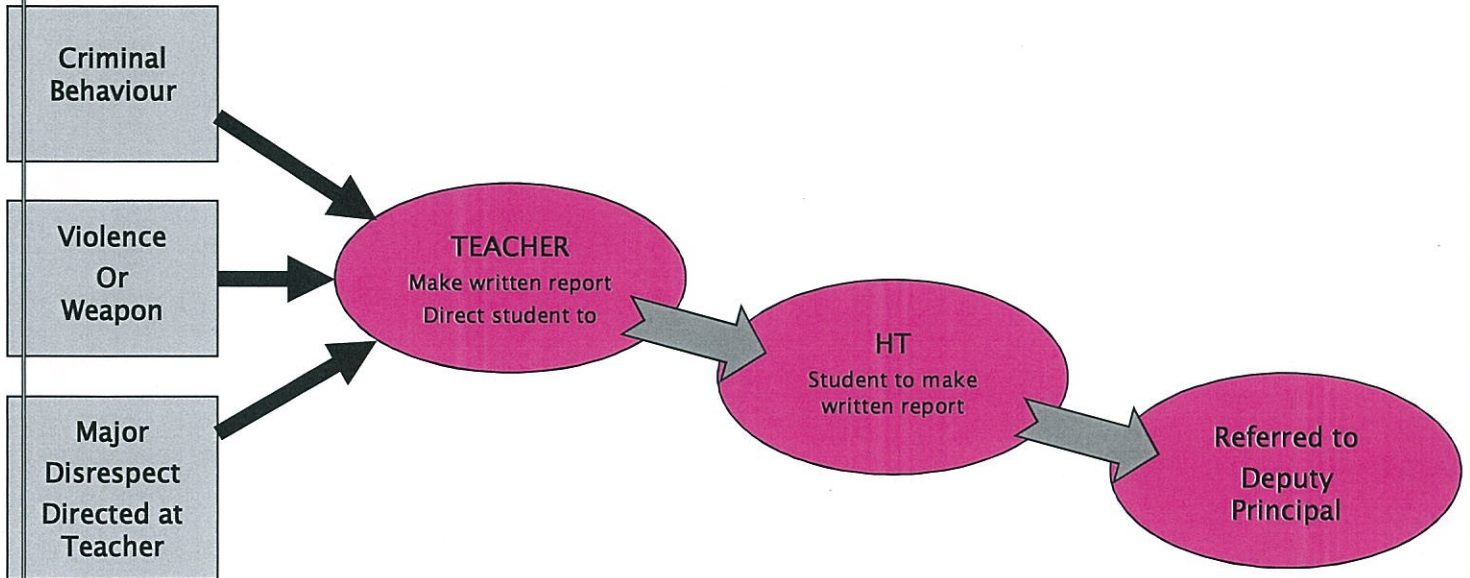 Criminal
Behaviour
Violence
Or
Weapon
Major
Disrespect
Directed at
Teacher
TEACHER
Make written report
Direct student to
HT
Student to make
written report
Referred to
Deputy
Principal